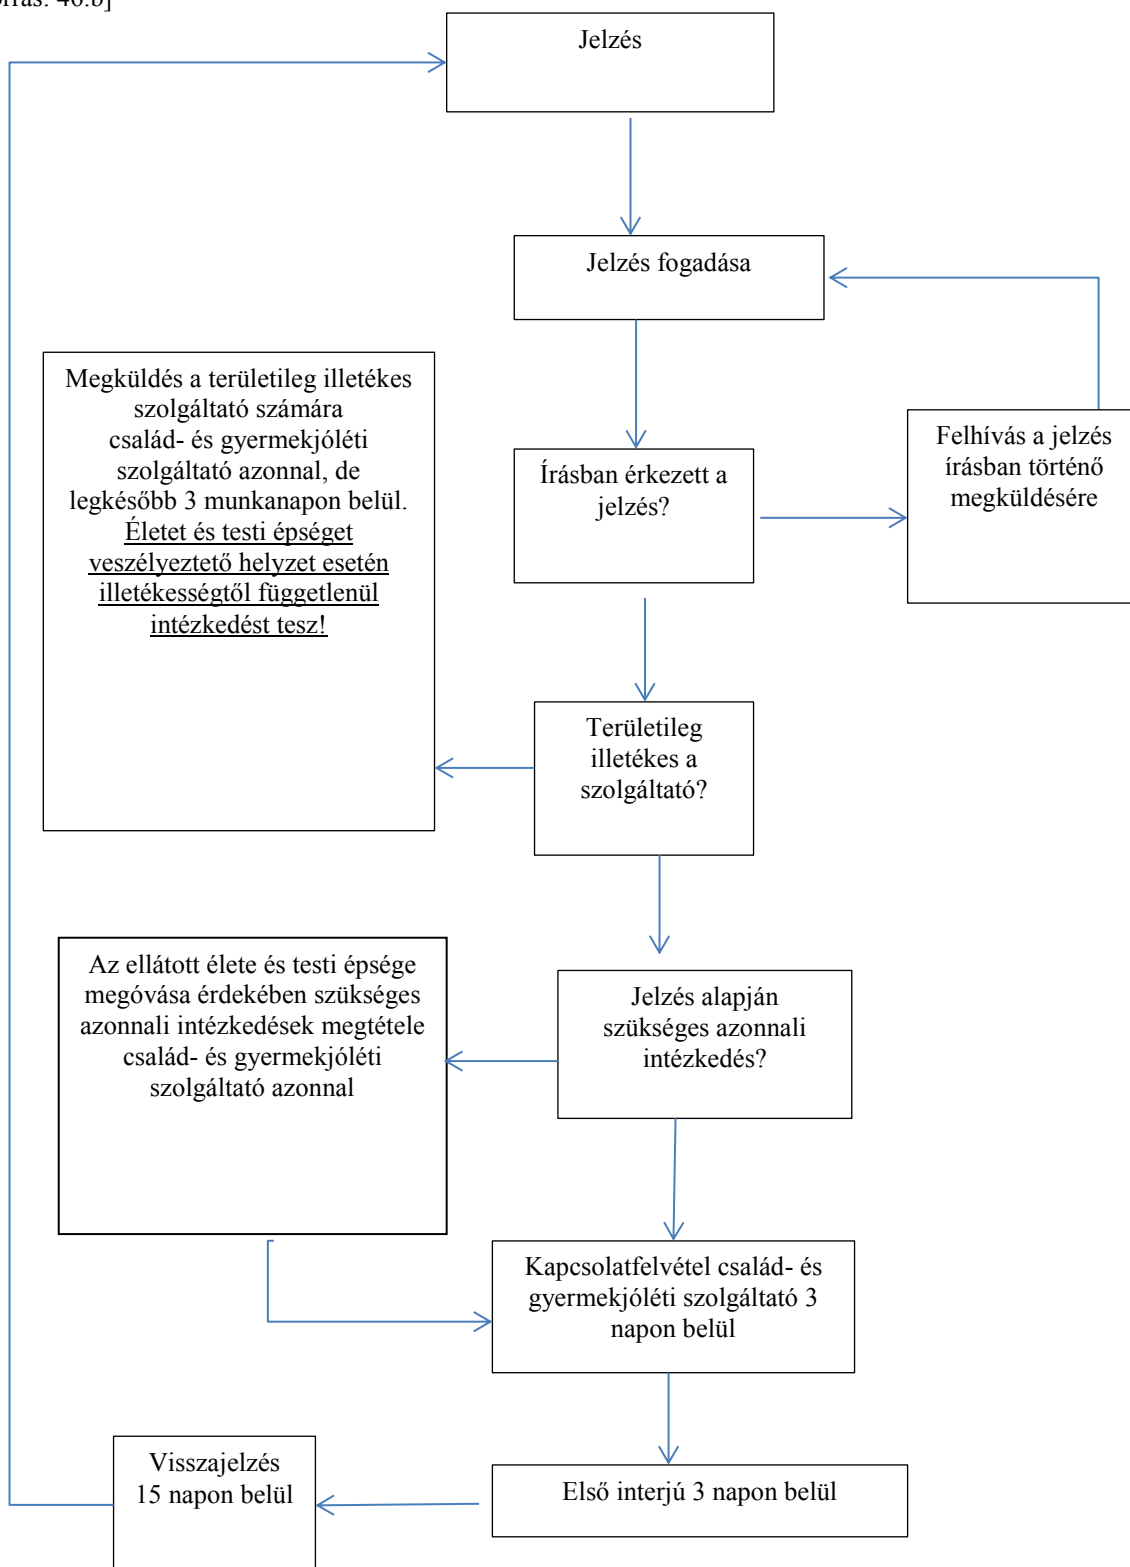 Jelzés
Jelzés fogadása
Megküldés a területileg illetékes
szolgáltató számára
család- és gyermekjóléti
szolgáltató azonnal, de
legkésőbb 3 munkanapon belül.
Életet és testi épséget
veszélyeztető helyzet esetén
illetékességtől függetlenül
intézkedést tesz!
Írásban érkezett a
jelzés?
Felhívás a jelzés
írásban történő
megküldésére
Területileg
illetékes a
szolgáltató?
Az ellátott élete és testi épsége
megóvása érdekében szükséges
azonnali intézkedések megtétele
család- és gyermekjóléti
szolgáltató azonnal
Jelzés alapján
szükséges azonnali
intézkedés?
Kapcsolatfelvétel család- és
gyermekjóléti szolgáltató 3
napon belül
Visszajelzés
15 napon belül
Első interjú 3 napon belül